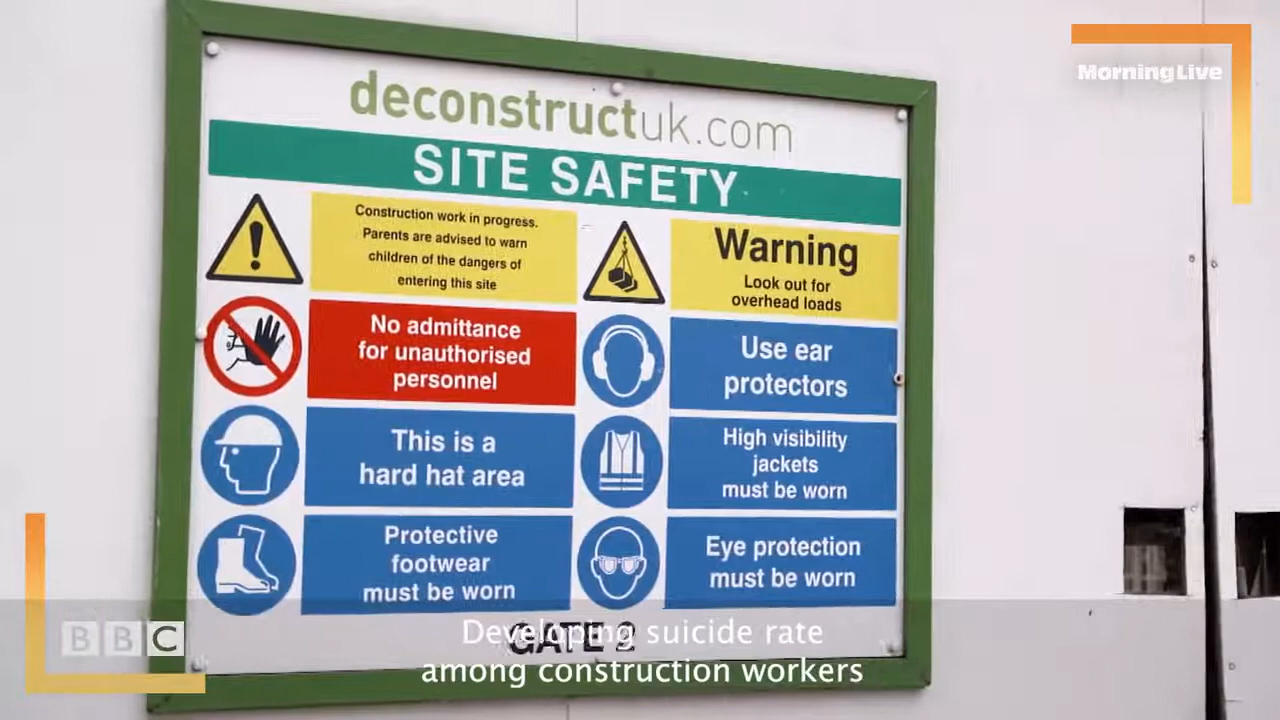 Morning Live
deconstructuk.com
SITE SAFETY
Construction work in progress.
Parents are advised to warn
children of the dangers of
entering this site
Warning
Look out for
overhead loads
No admittance
for unauthorised
personnel
Use ear
protectors
This is a
hard hat area
High visibility
jackets
must be worn
Protective
footwear
must be worn
Eye protection
must be worn
GATE 2
BBC
Developing suicide rate
among construction workers